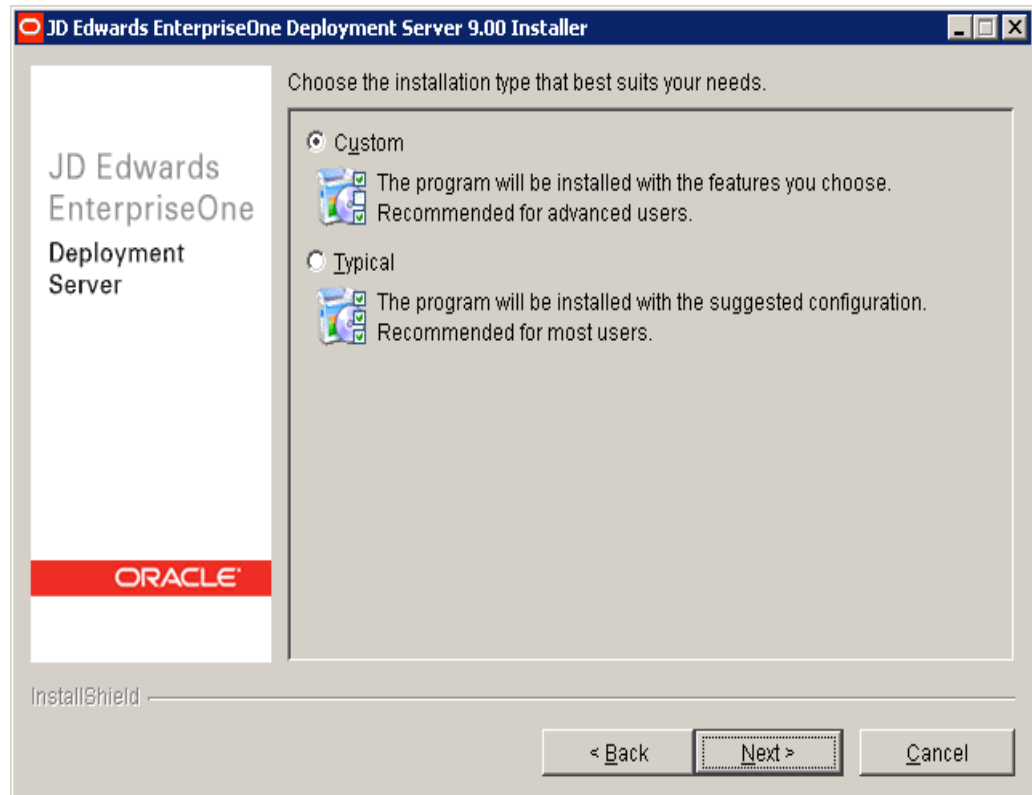 JD Edwards EnterpriseOne Deployment Server 9.00 Installer
JD Edwards
EnterpriseOne
Deployment
Server
ORACLE
Choose the installation type that best suits your needs.
Custom
The program will be installed with the features you choose.
Recommended for advanced users.
Typical
The program will be installed with the suggested configuration.
Recommended for most users.
InstallShield
< Back
Next >
Cancel